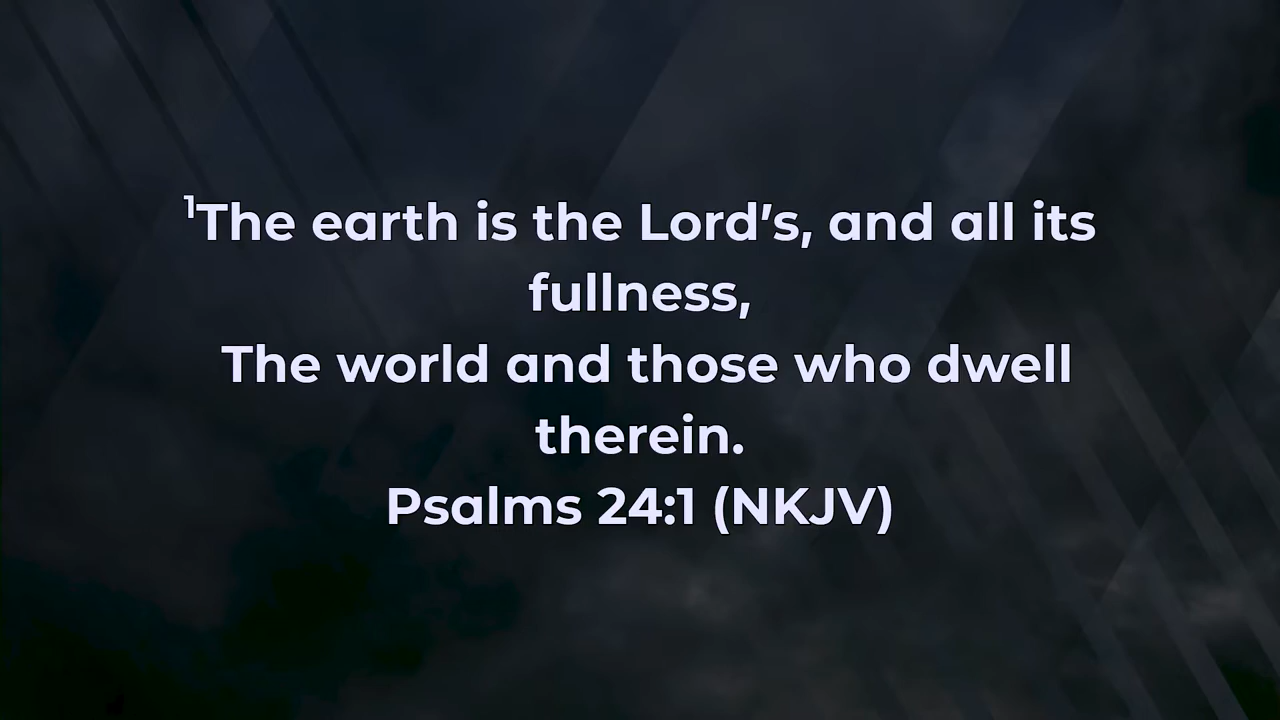 ¹The earth is the Lord’s, and all its
fullness,
The world and those who dwell
therein.
Psalms 24:1 (NKJV)